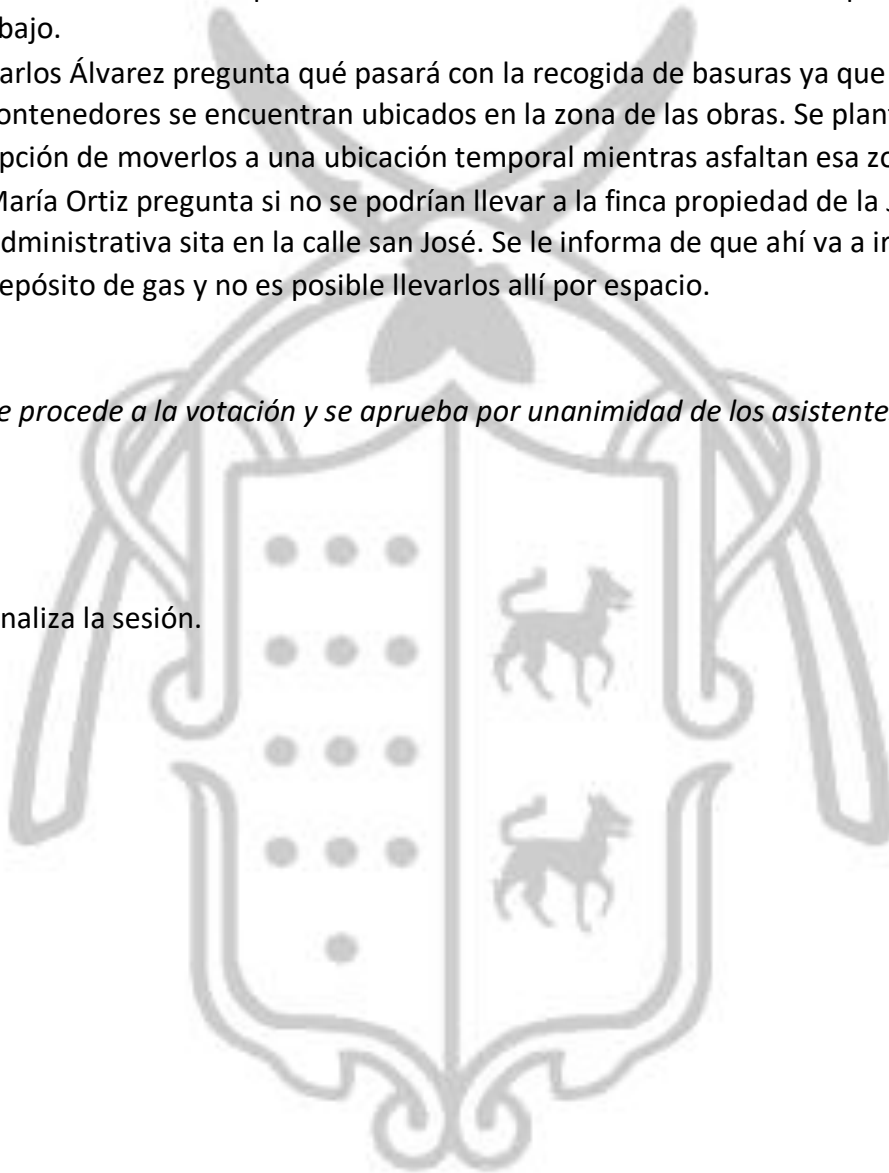 bajo.
arlos Álvarez pregunta qué pasará con la recogida de basuras ya que
ontenedores se encuentran ubicados en la zona de las obras. Se plant
pción de moverlos a una ubicación temporal mientras asfaltan esa zo
María Ortiz pregunta si no se podrían llevar a la finca propiedad de la J
dministrativa sita en la calle san José. Se le informa de que ahí va a in
epósito de gas y no es posible llevarlos allí por espacio.
e procede a la votación y se aprueba por unanimidad de los asistente
naliza la sesión.